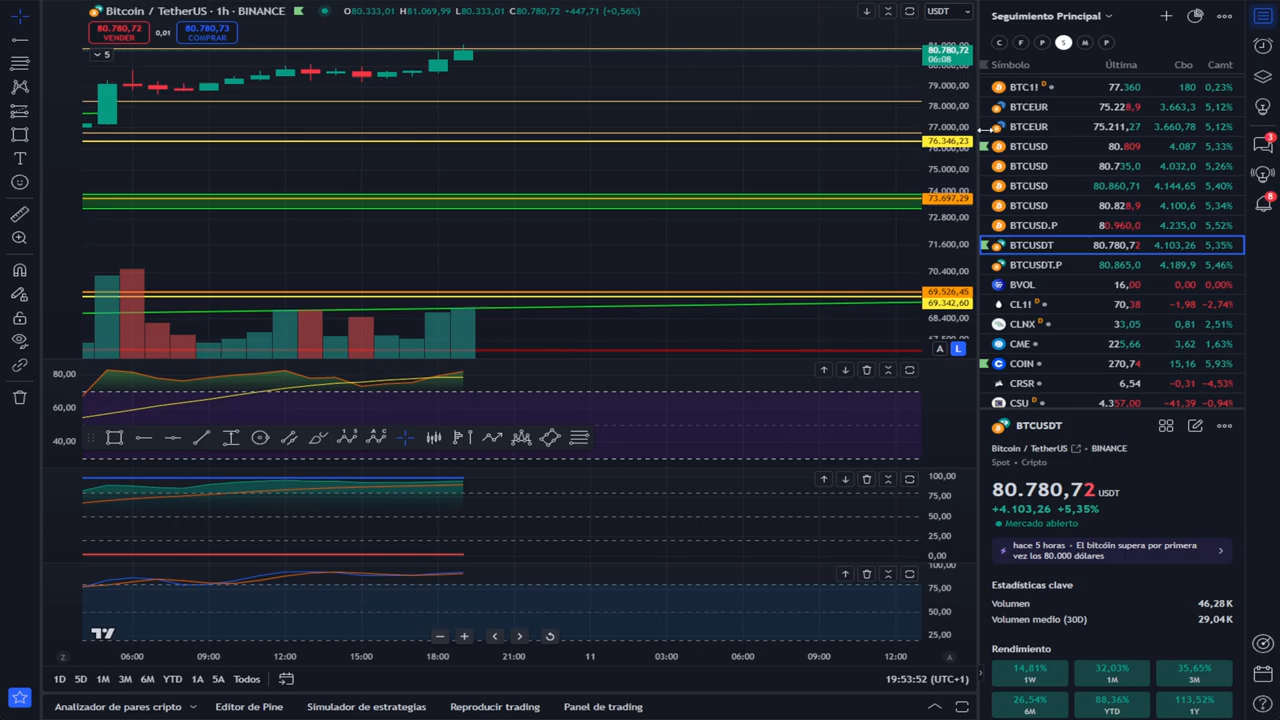 Bitcoin / TetherUS · 1h · BINANCE
O80.333,01 H81.069,99 L80.333,01 C80.780,72 +447,71 (+0,56%)
USDT
80.780,72
VENDER
0,01
80.780,73
COMPRAR
5
80.780,72
06:08
79.000,00
78.000,00
77.000,00
76.346,23
75.000,00
73.697,29
72.800,00
71.600,00
70.400,00
69.526,45
69.342,60
68.400,00
A
L
80,00
60,00
40,00
100,00
75,00
50,00
25,00
0,00
100,00
75,00
50,00
25,00
Z
06:00
09:00
12:00
15:00
18:00
21:00
11
03:00
06:00
09:00
12:00
A
1D
5D
1M
3M
6M
YTD
1A
5A
Todos
19:53:52 (UTC+1)
Analizador de pares cripto
Editor de Pine
Simulador de estrategias
Reproducir trading
Panel de trading
Seguimiento Principal
C F P S M P
Símbolo Última Cbo Camt
BTC1! D 77.360 180 0,23%
BTCEUR 75.228,9 3.663,3 5,12%
BTCEUR 75.211,27 3.660,78 5,12%
BTCUSD 80.809 4.087 5,33%
BTCUSD 80.735,0 4.032,0 5,26%
BTCUSD 80.860,71 4.144,65 5,40%
BTCUSD 80.828,9 4.100,6 5,34%
BTCUSD.P 80.960,0 4.235,0 5,52%
BTCUSDT 80.780,72 4.103,26 5,35%
BTCUSDT.P 80.865,0 4.189,9 5,46%
BVOL 16,00 0,00 0,00%
CL1! D 70,38 −1,98 −2,74%
CLNX D 33,05 0,81 2,51%
CME 225,66 3,62 1,63%
COIN 270,74 15,16 5,93%
CRSR 6,54 −0,31 −4,53%
CSU D 4.357,00 −41,39 −0,94%
BTCUSDT
Bitcoin / TetherUS · BINANCE
Spot • Cripto
80.780,72 USDT
+4.103,26 +5,35%
Mercado abierto
hace 5 horas · El bitcóin supera por primera
vez los 80.000 dólares
Estadísticas clave
Volumen 46,28 K
Volumen medio (30D) 29,04 K
Rendimiento
14,81%
1W
32,03%
1M
35,65%
3M
26,54%
6M
88,36%
YTD
113,52%
1Y
3
8